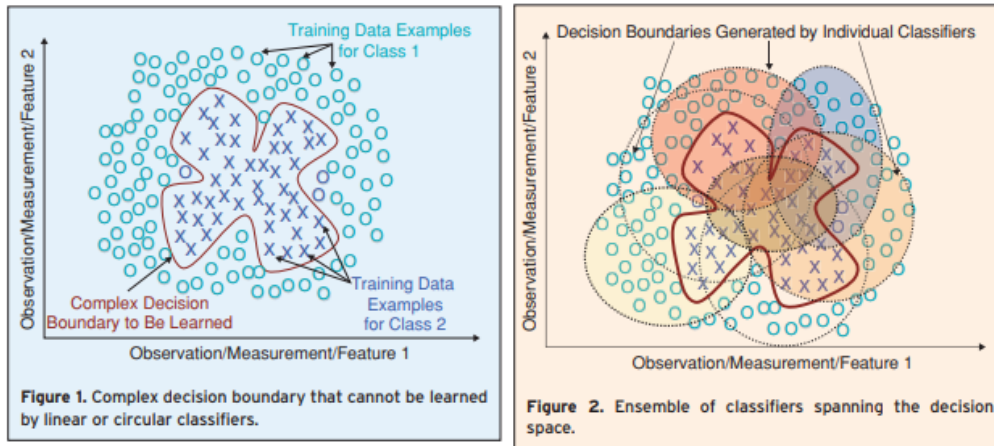 Training Data Examples
for Class 1
Observation/Measurement/Feature 2
Complex Decision
Boundary to Be Learned
Training Data
Examples
for Class 2
Observation/Measurement/Feature 1
Figure 1. Complex decision boundary that cannot be learned
by linear or circular classifiers.
Decision Boundaries Generated by Individual Classifiers
Observation/Measurement/Feature 2
Observation/Measurement/Feature 1
Figure 2. Ensemble of classifiers spanning the decision
space.